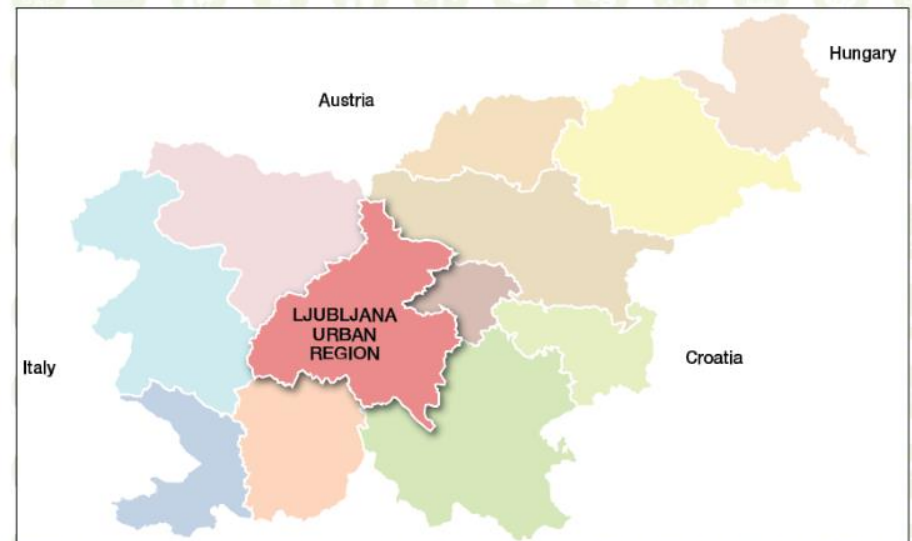 Hungary
Austria
LJUBLJANA
URBAN
REGION
Croatia
Italy